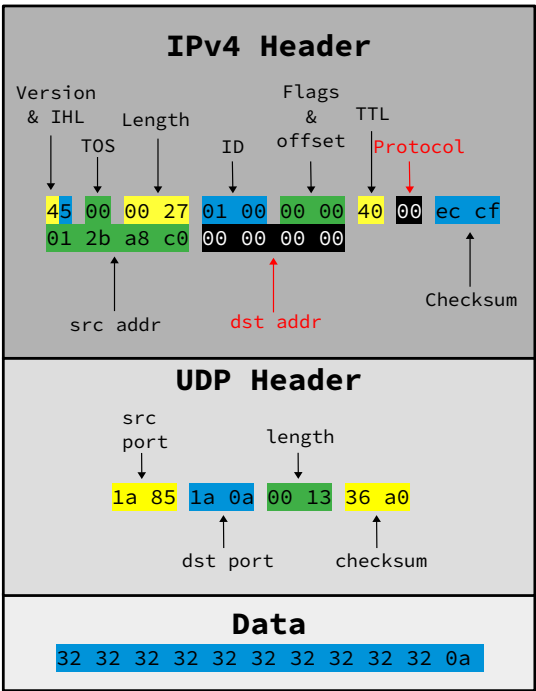 IPv4 Header
Version
& IHL
TOS
Length
ID
Flags
&
offset
TTL
Protocol
45 00 00 27 01 00 00 00 40 00 ec cf
01 2b a8 c0 00 00 00 00
src addr
dst addr
Checksum
UDP Header
src
port
length
1a 85 1a 0a 00 13 36 a0
dst port
checksum
Data
32 32 32 32 32 32 32 32 32 32 0a